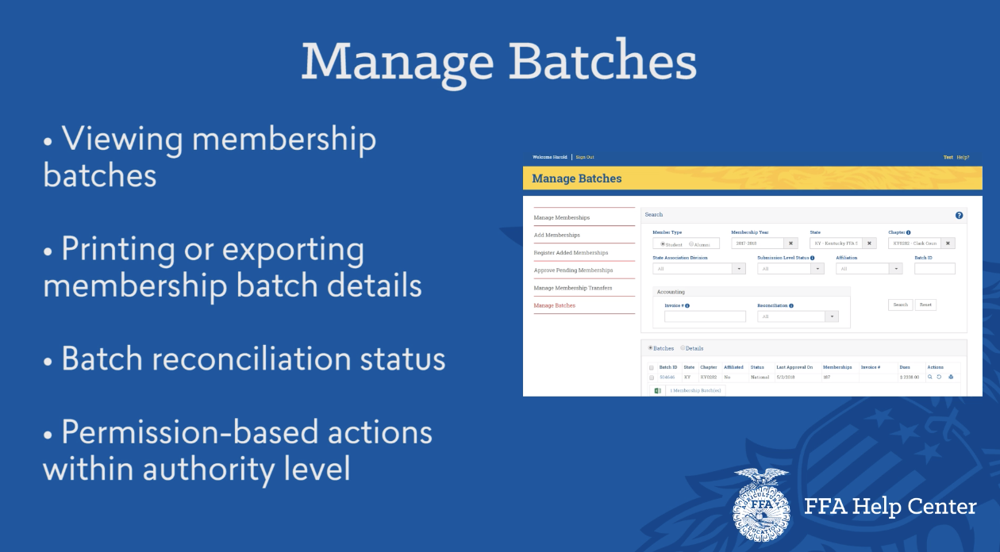 Manage Batches
• Viewing membership
batches
• Printing or exporting
membership batch details
• Batch reconciliation status
• Permission-based actions
within authority level
Welcome Harold | Sign Out
Test Help?
Manage Batches
Manage Memberships
Add Memberships
Register Added Memberships
Approve Pending Memberships
Manage Membership Transfers
Manage Batches
Search
Member Type Membership Year State Chapter
Student Alumni 2017-2018 KY - Kentucky FFA KY0282 - Clark Coun
State Association Division Submission Level Status Affiliation Batch ID
All All All
Accounting
Invoice # Reconciliation
All
Search Reset
Batches Details
Batch ID State Chapter Affiliated Status Last Approval On Memberships Invoice # Dues Actions
KY KY0282 No National 5/2/2018 167 $ 2338.00
1 Membership Batch(es)
AGRICULTURAL
FFA
EDUCATION
FFA Help Center